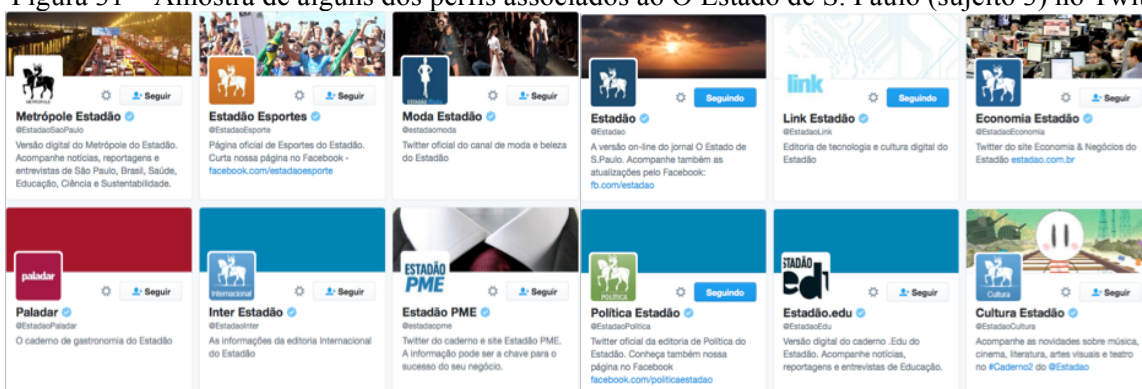 Figura 31 – Amostra de alguns dos perfis associados ao O Estado de S. Paulo (sujeito 3) no
METRÓPOLE
Seguir
Metrópole Estadão
@EstadaoSaoPaulo
Versão digital do Metrópole do Estadão.
Acompanhe notícias, reportagens e
entrevistas de São Paulo, Brasil, Saúde,
Educação, Ciência e Sustentabilidade.
Seguir
Estadão Esportes
@EstadaoEsporte
Página oficial de Esportes do Estadão.
Curta nossa página no Facebook -
facebook.com/estadaoesporte
ESTADÃO Moda
Seguir
Moda Estadão
@estadaomoda
Twitter oficial do canal de moda e beleza
do Estadão
Seguindo
Estadão
@Estadao
A versão on-line do jornal O Estado de
S.Paulo. Acompanhe também as
atualizações pelo Facebook:
fb.com/estadao
link
Seguindo
Link Estadão
@EstadaoLink
Editoria de tecnologia e cultura digital do
Estadão
Seguir
Economia Estadão
@EstadaoEconomia
Twitter do site Economia & Negócios do
Estadão estadao.com.br
paladar
Seguir
Paladar
@EstadaoPaladar
O caderno de gastronomia do Estadão
Internacional
Seguir
Inter Estadão
@EstadaoInter
As informações da editoria Internacional
do Estadão
ESTADÃO
PME
Seguir
Estadão PME
@estadaopme
Twitter do caderno e site Estadão PME.
A informação pode ser a chave para o
sucesso do seu negócio.
POLÍTICA
Seguindo
Política Estadão
@EstadaoPolitica
Twitter oficial da editoria de Política do
Estadão. Conheça também nossa
página no Facebook
facebook.com/politicaestadao
STADÃO
edu
Seguir
Estadão.edu
@EstadaoEdu
Versão digital do caderno .Edu do
Estadão. Acompanhe notícias,
reportagens e entrevistas de Educação.
Cultura
Seguir
Cultura Estadão
@EstadaoCultura
Acompanhe as novidades sobre música,
cinema, literatura, artes visuais e teatro
no #Caderno2 do @Estadao